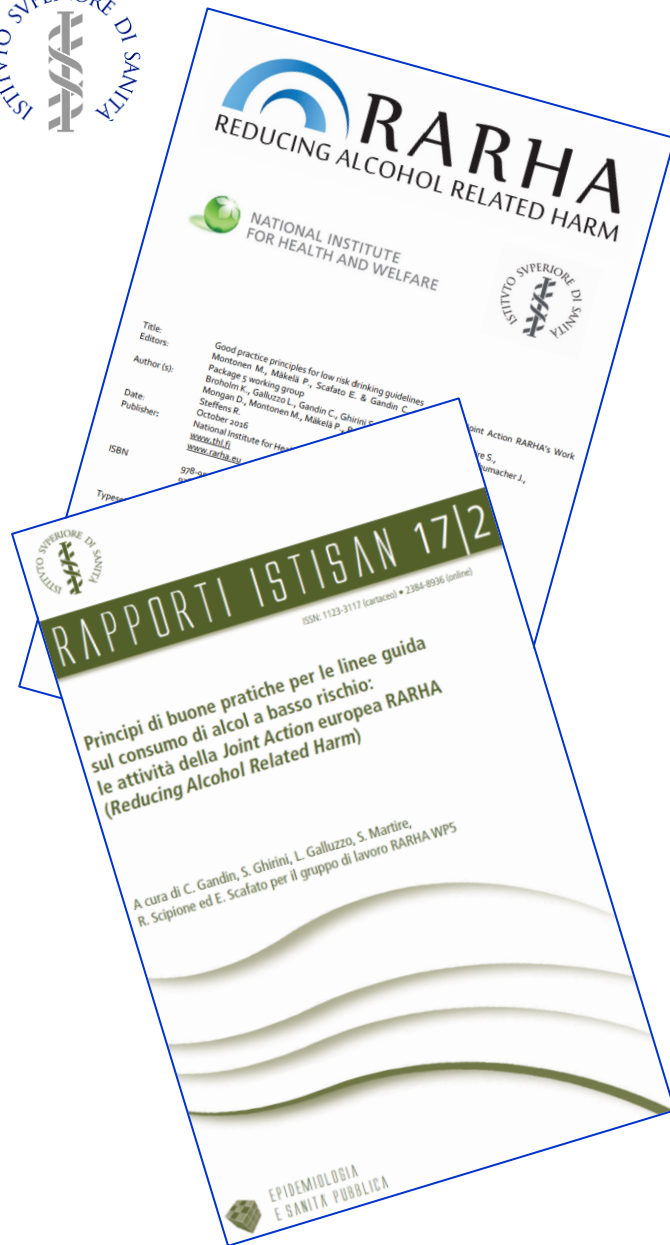 ISTITVTO SVPERIORE DI SANITÀ
RARHA
REDUCING ALCOHOL RELATED HARM
NATIONAL INSTITUTE
FOR HEALTH AND WELFARE
ISTITVTO SVPERIORE DI SANITÀ
Title: Good practice principles for low risk drinking guidelines
Editors: Montonen M., Mäkelä P., Scafato E. & Gandin C.
Author (s): Joint Action RARHA's Work
Package 5 working group
Broholm K., Galluzzo L., Gandin C., Ghirini S.
Mongan D., Montonen M., Mäkelä P.,
Steffens R.
Date: October 2016
Publisher: National Institute for
www.thl.fi
www.rarha.eu
ISBN
RAPPORTI ISTISAN 17|2
ISSN: 1123-3117 (cartaceo) • 2384-8936 (online)
ISTITVTO SVPERIORE DI SANITÀ
Principi di buone pratiche per le linee guida
sul consumo di alcol a basso rischio:
le attività della Joint Action europea RARHA
(Reducing Alcohol Related Harm)
A cura di C. Gandin, S. Ghirini, L. Galluzzo, S. Martire,
R. Scipione ed E. Scafato per il gruppo di lavoro RARHA WP5
EPIDEMIOLOGIA
E SANITÀ PUBBLICA